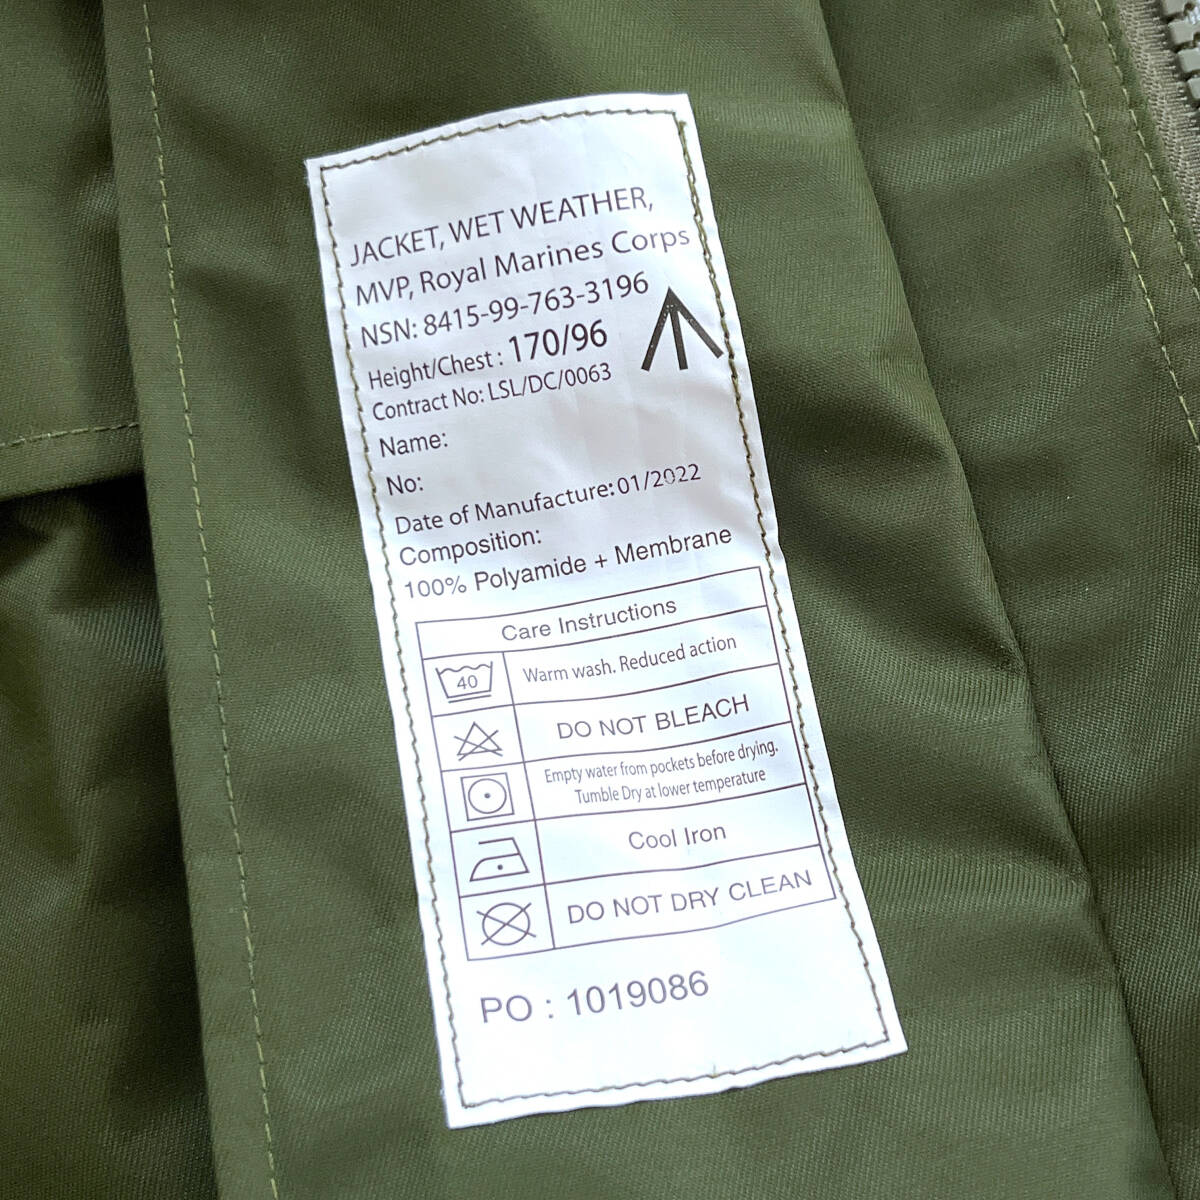 JACKET, WET WEATHER,
MVP, Royal Marines Corps
NSN: 8415-99-763-3196
Height/Chest : 170/96
Contract No: LSL/DC/0063
Name:
No:
Date of Manufacture: 01/2022
Composition:
100% Polyamide + Membrane
Care Instructions
40
Warm wash. Reduced action
DO NOT BLEACH
Empty water from pockets before drying.
Tumble Dry at lower temperature
Cool Iron
DO NOT DRY CLEAN
PO : 1019086